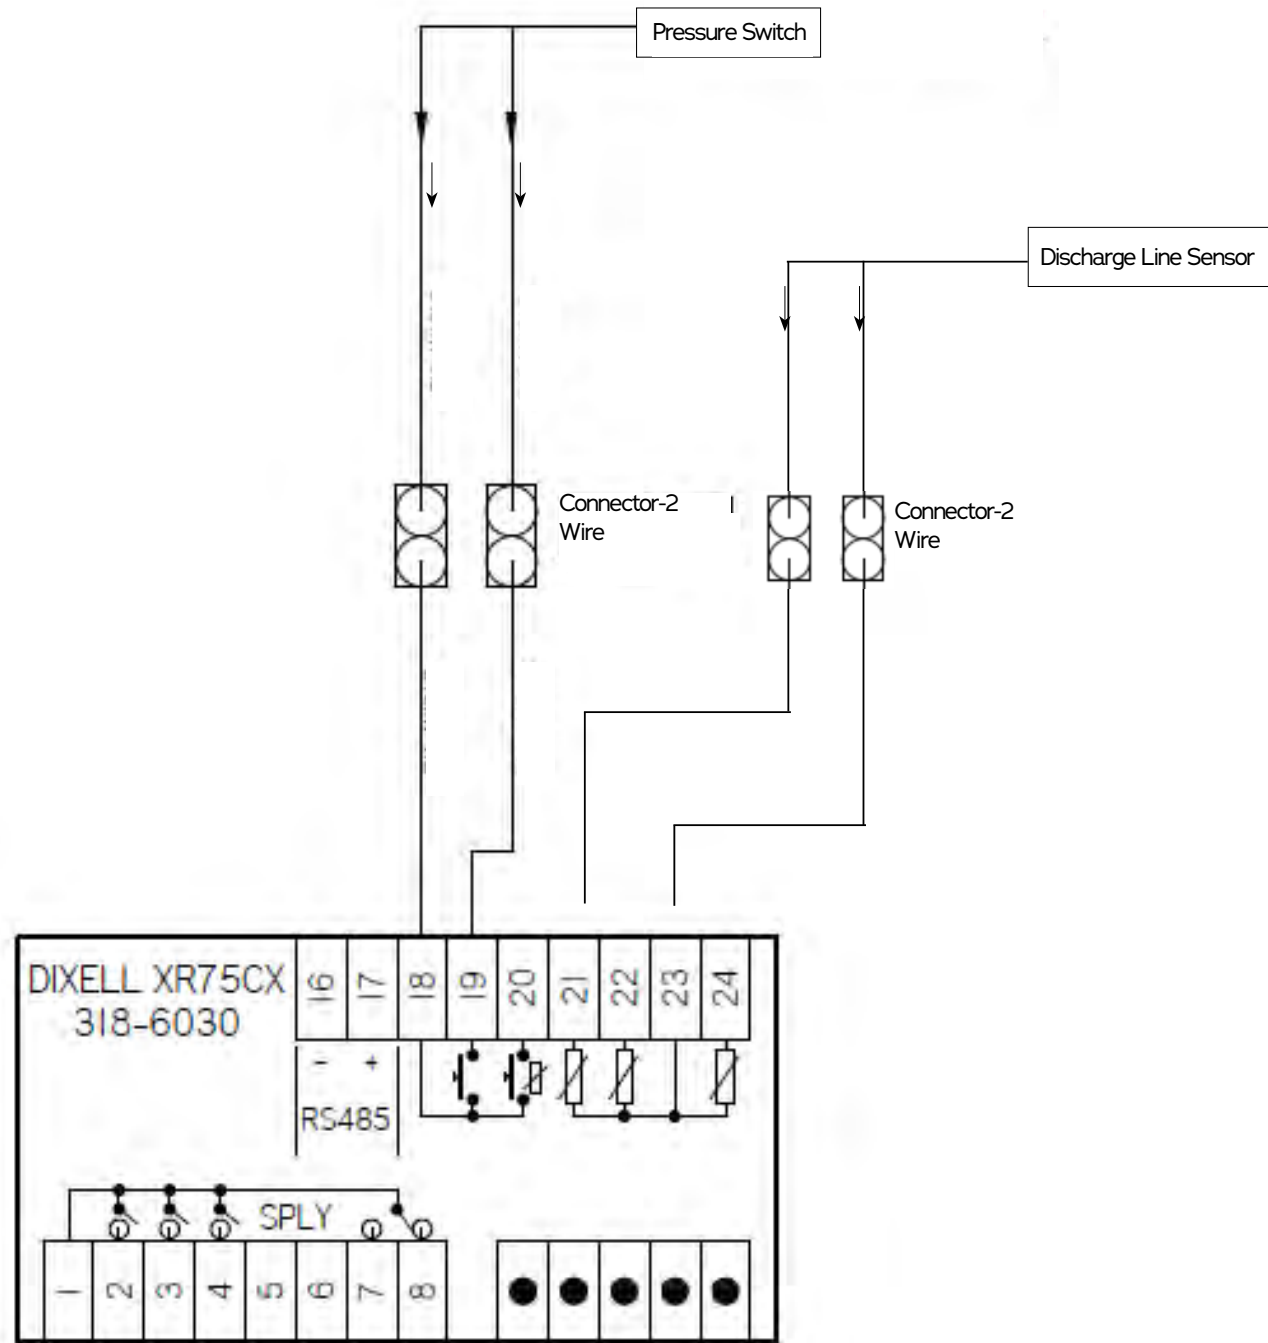 Pressure Switch
Discharge Line Sensor
Connector-2
Wire
Connector-2
Wire
DIXELL XR75CX
318-6030
16 17 18 19 20 21 22 23 24
- +
RS485
SPLY
1 2 3 4 5 6 7 8